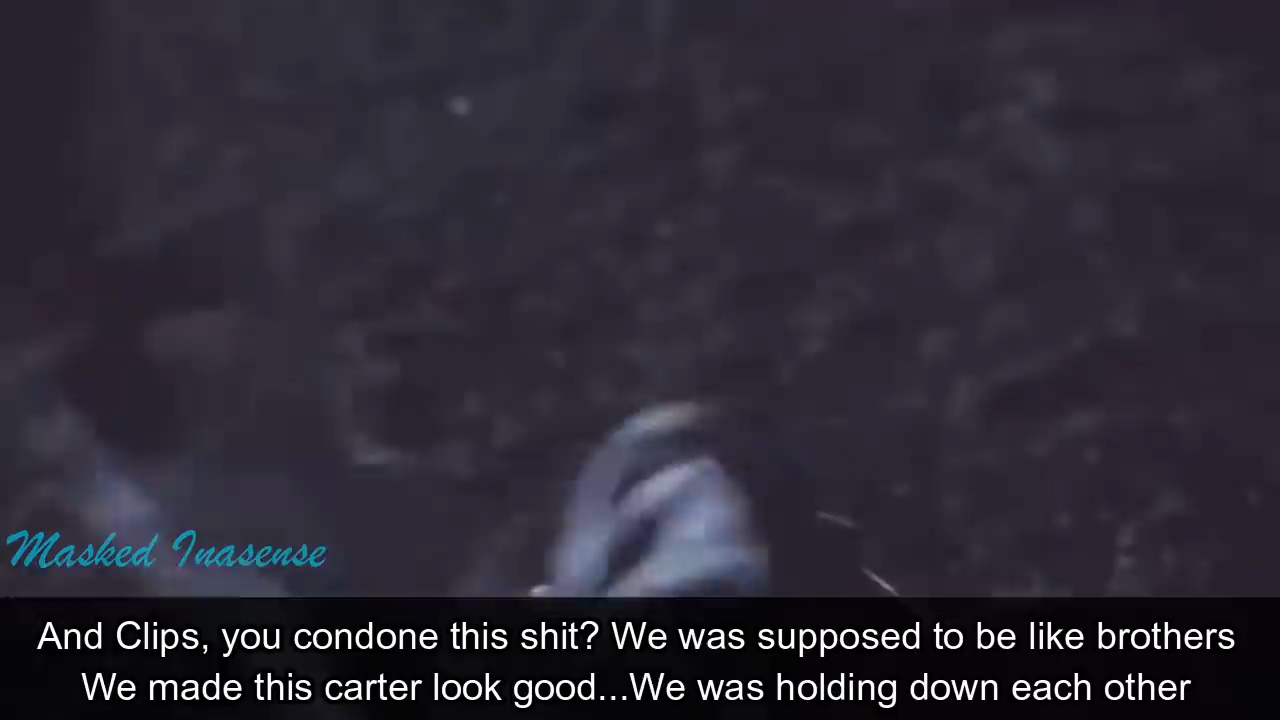 Masked Inasense
And Clips, you condone this shit? We was supposed to be like brothers
We made this carter look good...We was holding down each other